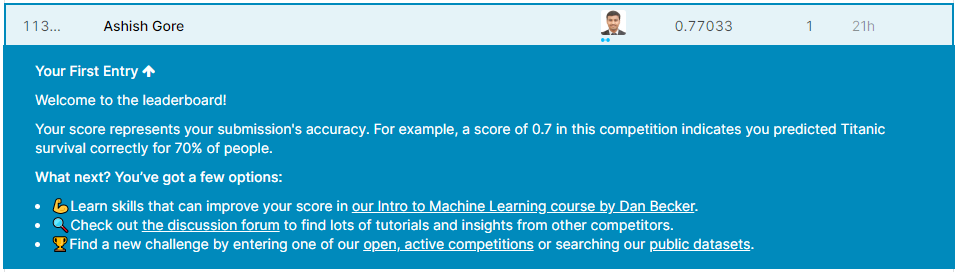 113... Ashish Gore 0.77033 1 21h
Your First Entry ↑
Welcome to the leaderboard!
Your score represents your submission's accuracy. For example, a score of 0.7 in this competition indicates you predicted Titanic
survival correctly for 70% of people.
What next? You've got a few options:
• 💪Learn skills that can improve your score in our Intro to Machine Learning course by Dan Becker.
• 🔍Check out the discussion forum to find lots of tutorials and insights from other competitors.
• 🏆Find a new challenge by entering one of our open, active competitions or searching our public datasets.